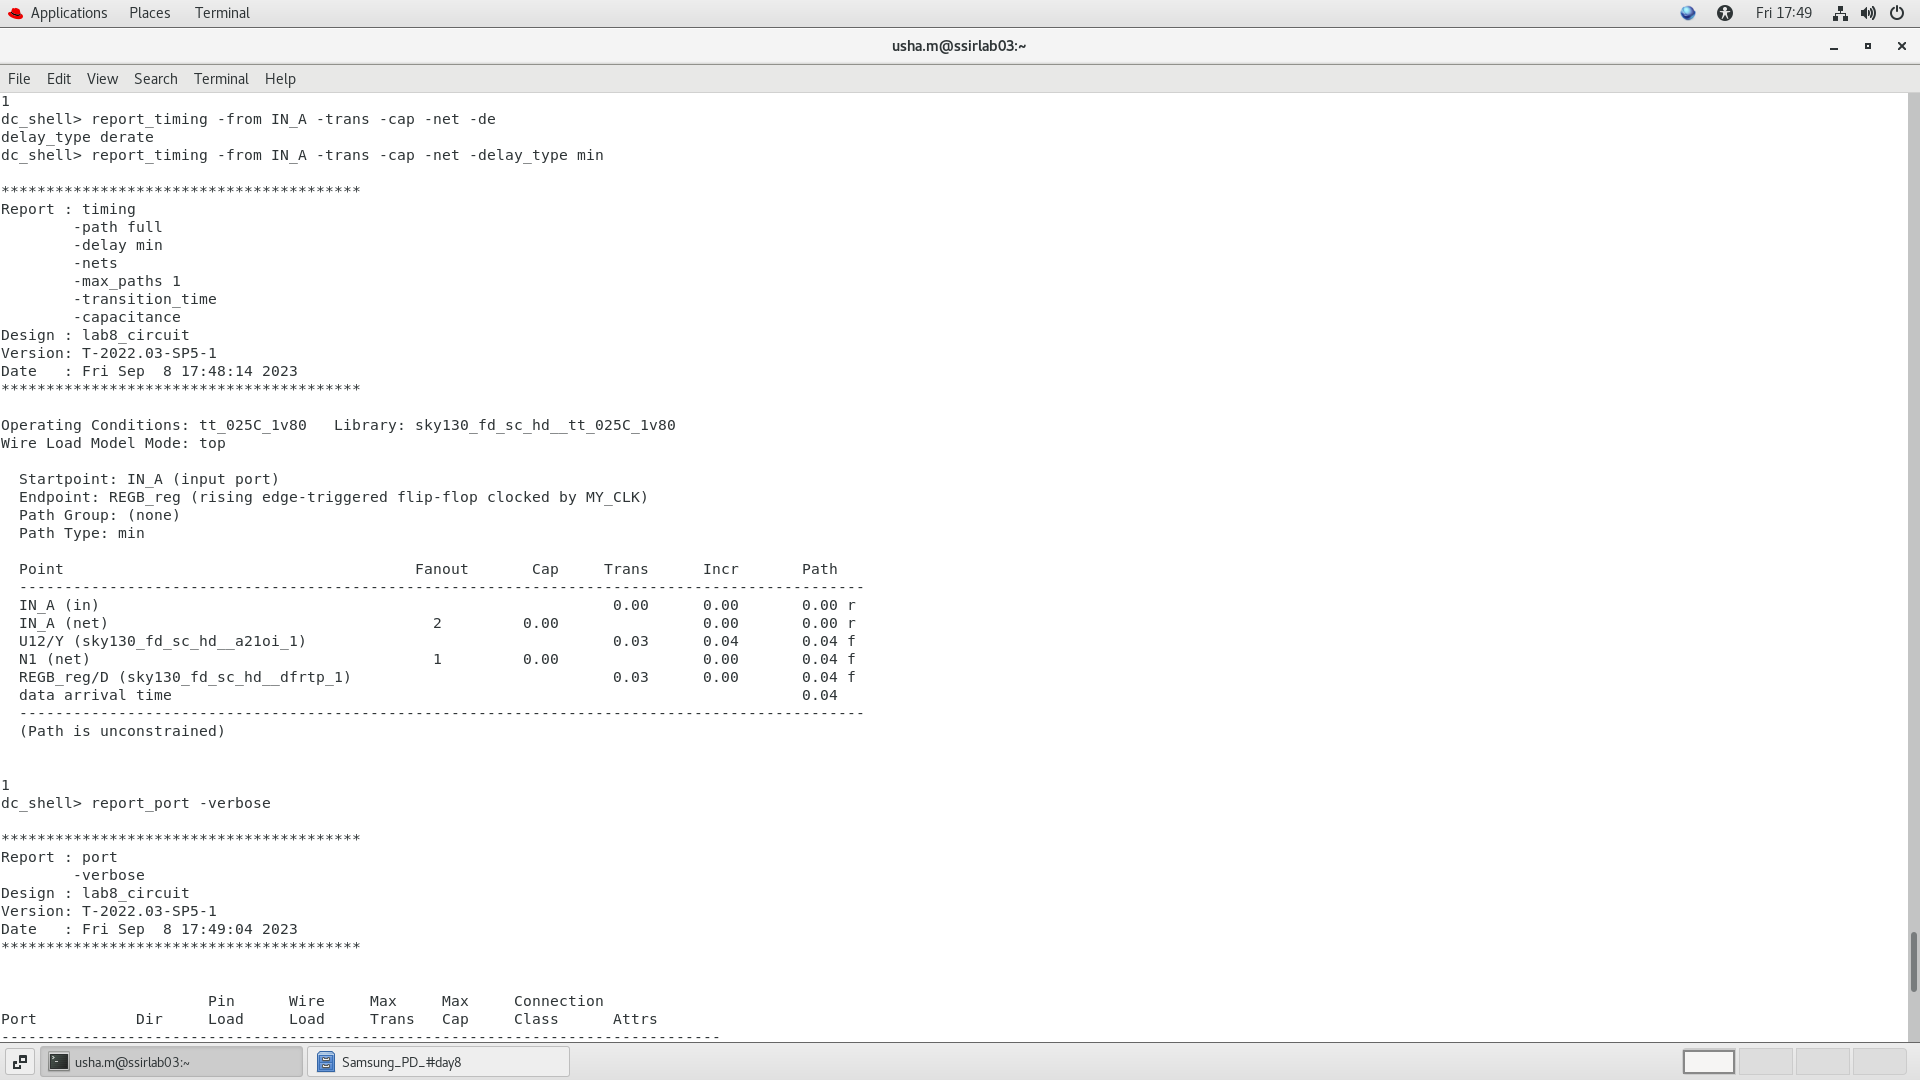 Applications Places Terminal Fri 17:49
usha.m@ssirlab03:~
File Edit View Search Terminal Help
1
dc_shell> report_timing -from IN_A -trans -cap -net -de
delay_type derate
dc_shell> report_timing -from IN_A -trans -cap -net -delay_type min
****************************************
Report : timing
        -path full
        -delay min
        -nets
        -max_paths 1
        -transition_time
        -capacitance
Design : lab8_circuit
Version: T-2022.03-SP5-1
Date   : Fri Sep  8 17:48:14 2023
****************************************
Operating Conditions: tt_025C_1v80   Library: sky130_fd_sc_hd__tt_025C_1v80
Wire Load Model Mode: top
  Startpoint: IN_A (input port)
  Endpoint: REGB_reg (rising edge-triggered flip-flop clocked by MY_CLK)
  Path Group: (none)
  Path Type: min
  Point                                       Fanout       Cap     Trans      Incr       Path
  ----------------------------------------------------------------------------------------------
  IN_A (in)                                                         0.00      0.00       0.00 r
  IN_A (net)                                    2         0.00                0.00       0.00 r
  U12/Y (sky130_fd_sc_hd__a21oi_1)                                  0.03      0.04       0.04 f
  N1 (net)                                      1         0.00                0.00       0.04 f
  REGB_reg/D (sky130_fd_sc_hd__dfrtp_1)                             0.03      0.00       0.04 f
  data arrival time                                                                      0.04
  ----------------------------------------------------------------------------------------------
  (Path is unconstrained)
1
dc_shell> report_port -verbose
****************************************
Report : port
        -verbose
Design : lab8_circuit
Version: T-2022.03-SP5-1
Date   : Fri Sep  8 17:49:04 2023
****************************************
                       Pin      Wire     Max     Max     Connection
Port           Dir     Load     Load     Trans   Cap     Class      Attrs
--------------------------------------------------------------------------------
usha.m@ssirlab03:~ Samsung_PD_#day8